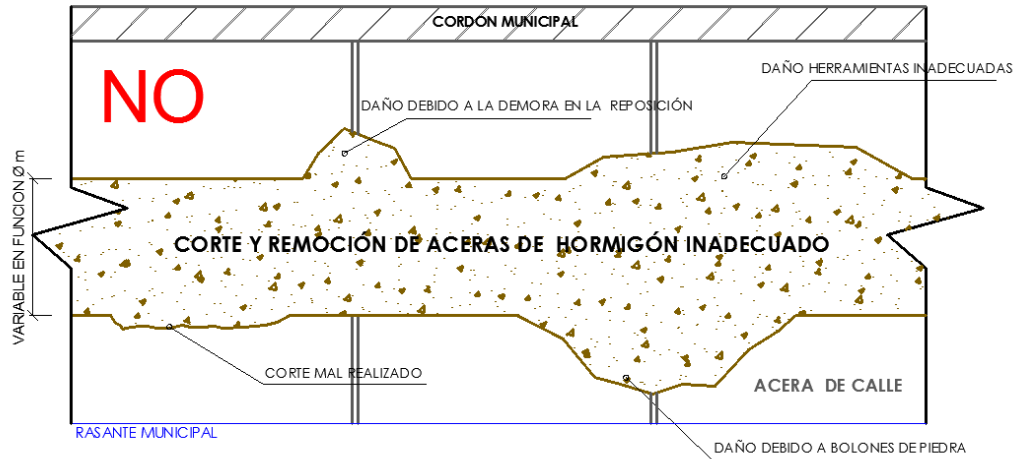 CORDÓN MUNICIPAL
NO
DAÑO HERRAMIENTAS INADECUADAS
DAÑO DEBIDO A LA DEMORA EN LA REPOSICIÓN
VARIABLE EN FUNCION Ø m
CORTE Y REMOCIÓN DE ACERAS DE HORMIGÓN INADECUADO
CORTE MAL REALIZADO
ACERA DE CALLE
RASANTE MUNICIPAL
DAÑO DEBIDO A BOLONES DE PIEDRA